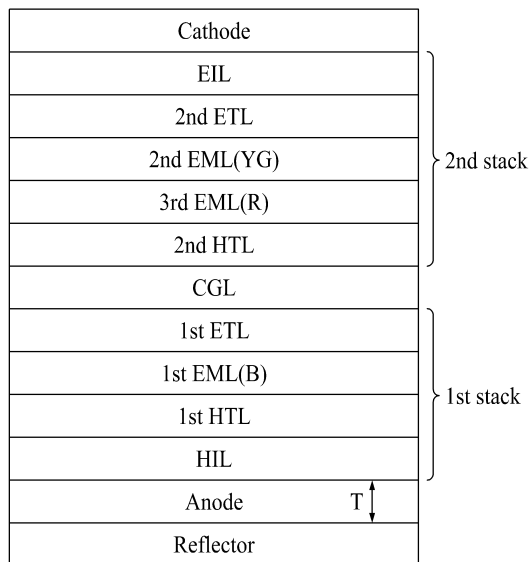 Cathode
EIL
2nd ETL
2nd EML(YG)
3rd EML(R)
2nd HTL
2nd stack
CGL
1st ETL
1st EML(B)
1st HTL
HIL
1st stack
Anode
T
Reflector